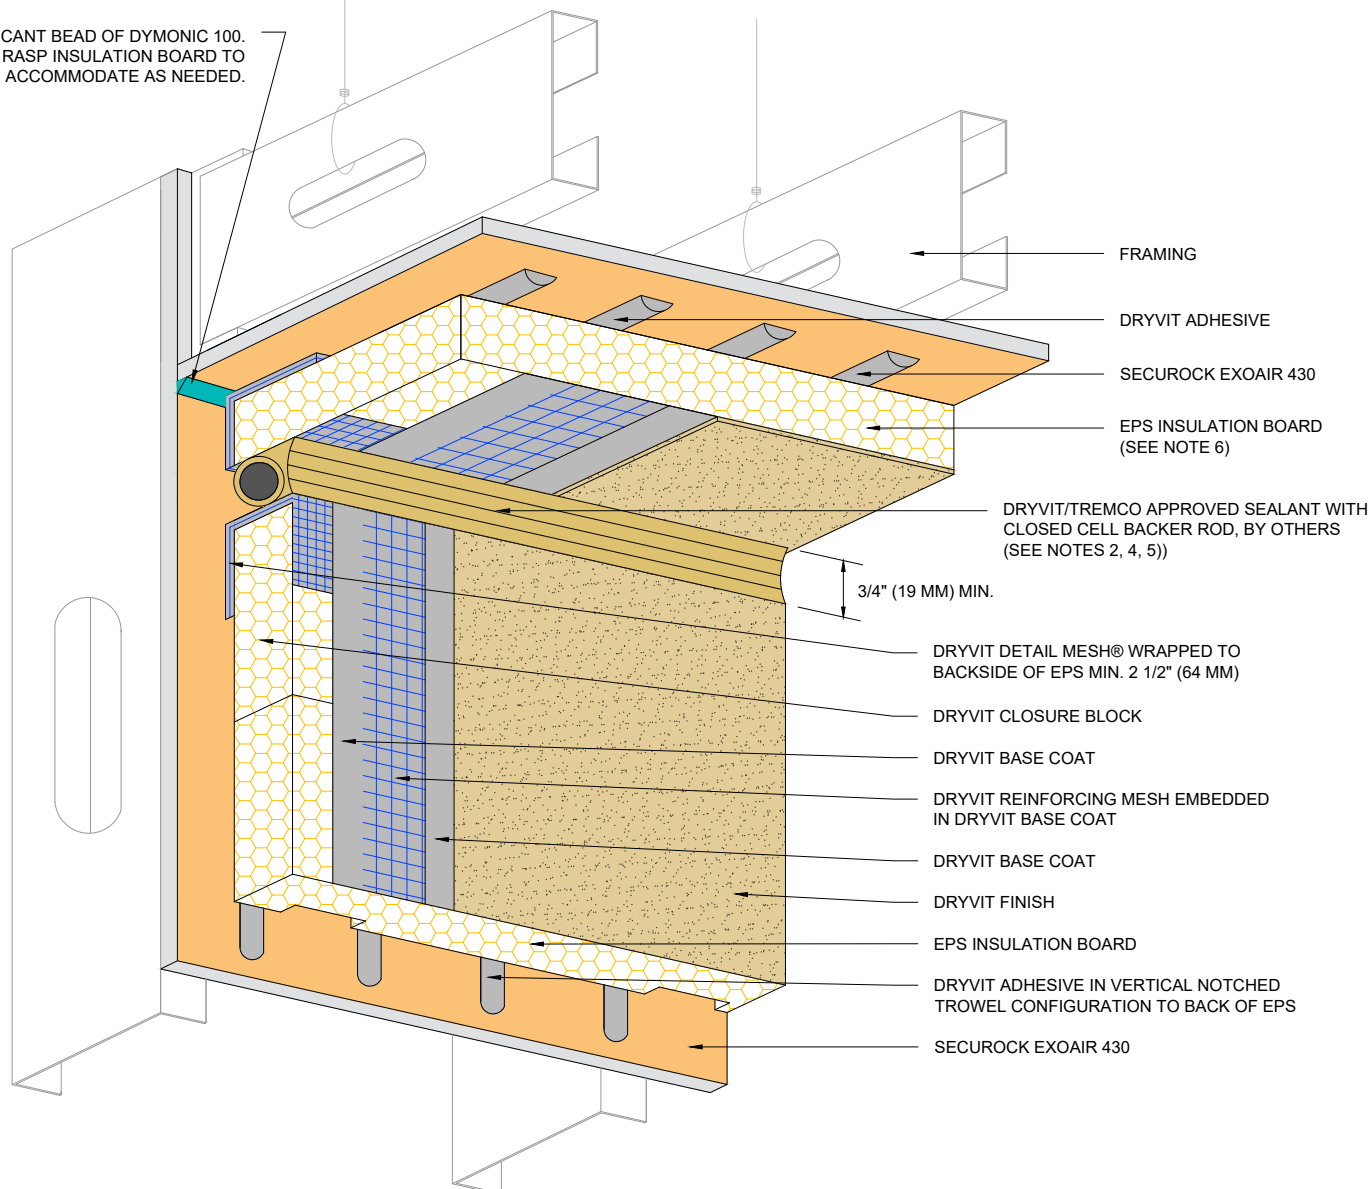 CANT BEAD OF DYMONIC 100.
RASP INSULATION BOARD TO
ACCOMMODATE AS NEEDED.
FRAMING
DRYVIT ADHESIVE
SECUROCK EXOAIR 430
EPS INSULATION BOARD
(SEE NOTE 6)
DRYVIT/TREMCO APPROVED SEALANT WITH
CLOSED CELL BACKER ROD, BY OTHERS
(SEE NOTES 2, 4, 5))
3/4" (19 MM) MIN.
DRYVIT DETAIL MESH® WRAPPED TO
BACKSIDE OF EPS MIN. 2 1/2" (64 MM)
DRYVIT CLOSURE BLOCK
DRYVIT BASE COAT
DRYVIT REINFORCING MESH EMBEDDED
IN DRYVIT BASE COAT
DRYVIT BASE COAT
DRYVIT FINISH
EPS INSULATION BOARD
DRYVIT ADHESIVE IN VERTICAL NOTCHED
TROWEL CONFIGURATION TO BACK OF EPS
SECUROCK EXOAIR 430